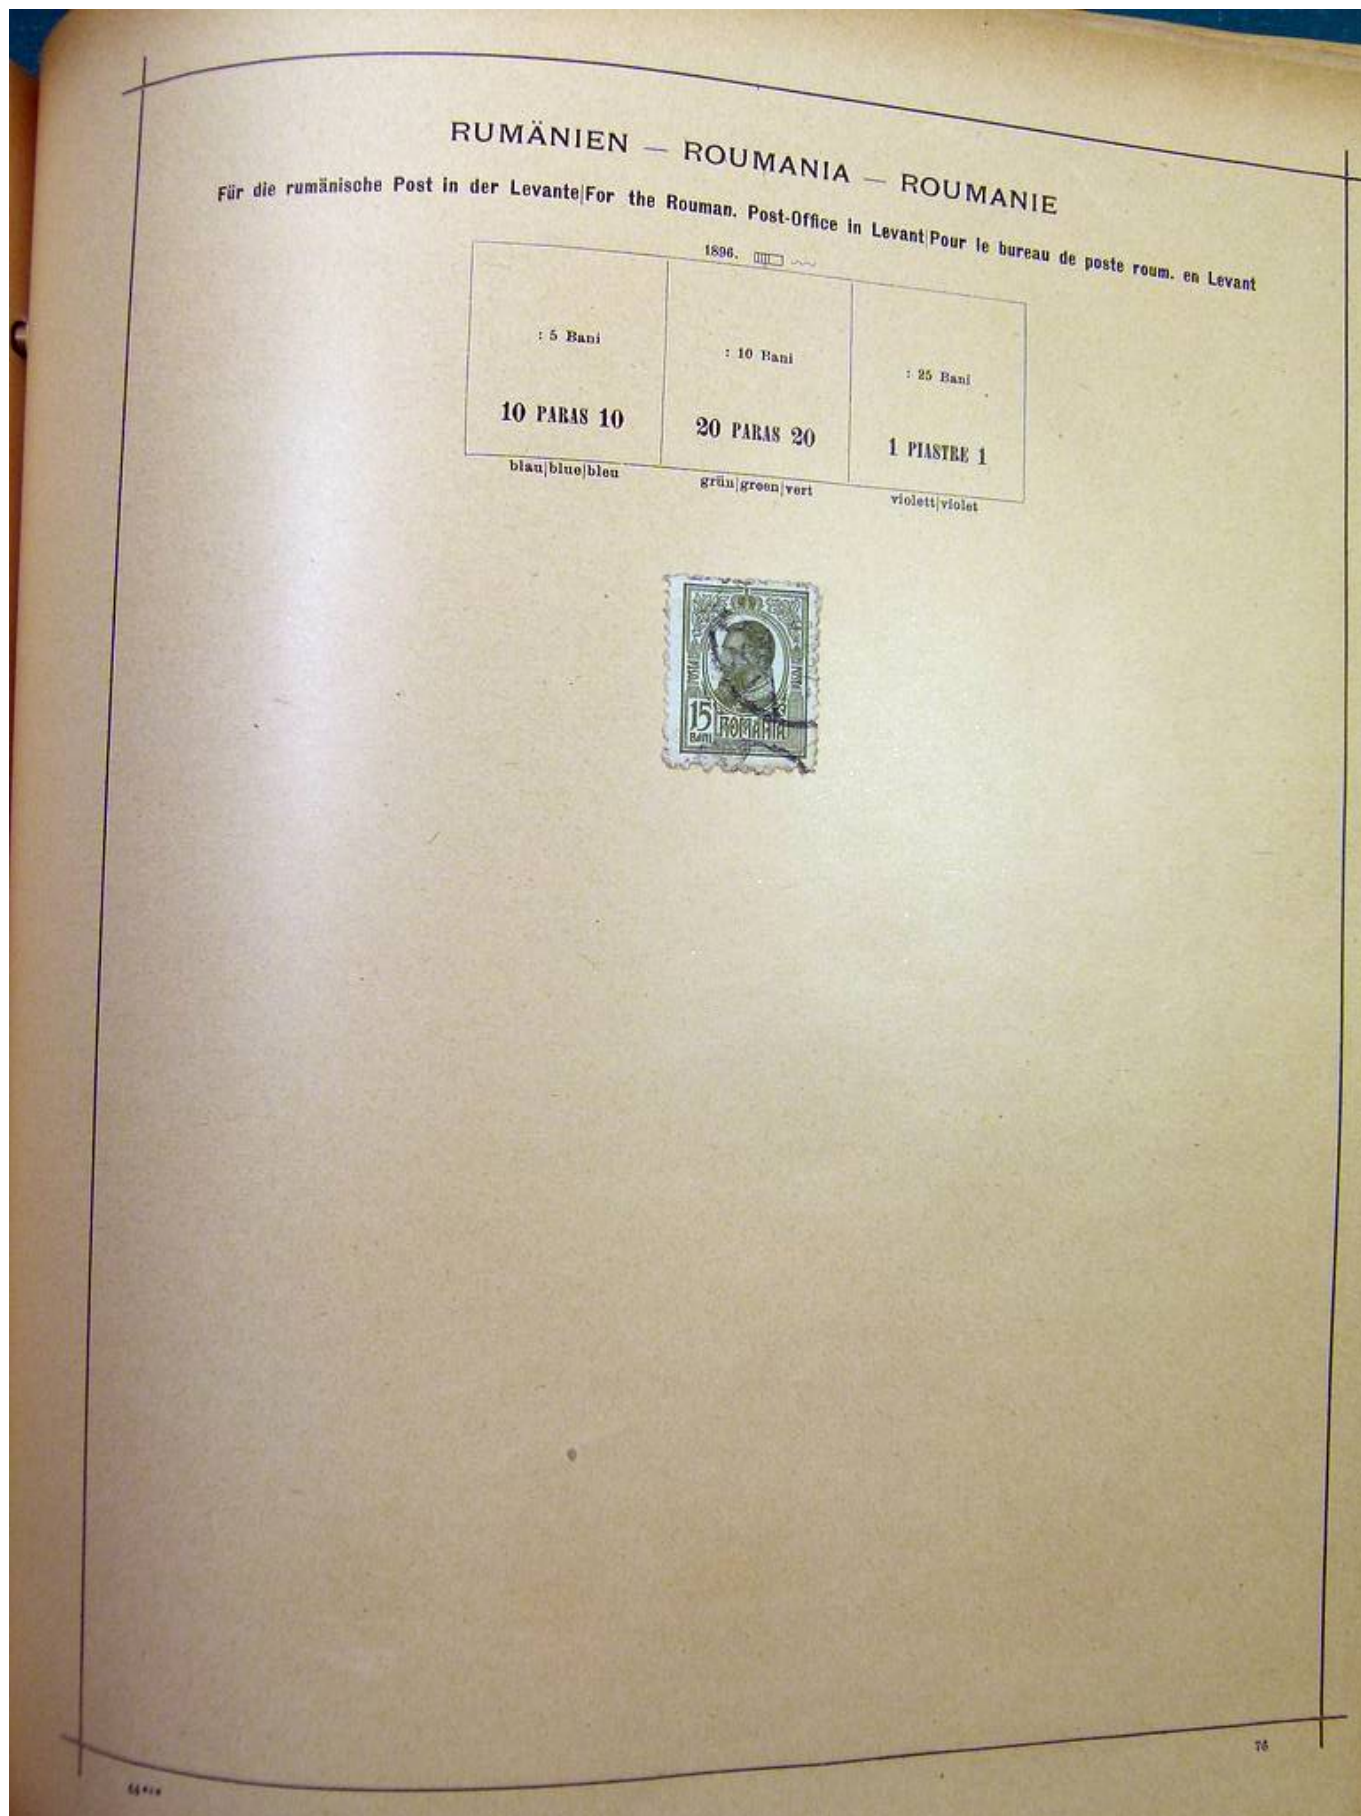 RUMÄNIEN — ROUMANIA — ROUMANIE
Für die rumänische Post in der Levante|For the Rouman. Post-Office in Levant|Pour le bureau de poste roum. en Levant
1896.
: 5 Bani
: 10 Bani
: 25 Bani
10 PARAS 10
20 PARAS 20
1 PIASTRE 1
blau|blue|bleu
grün|green|vert
violett|violet
POSTA
15
BANI
ROMANIA